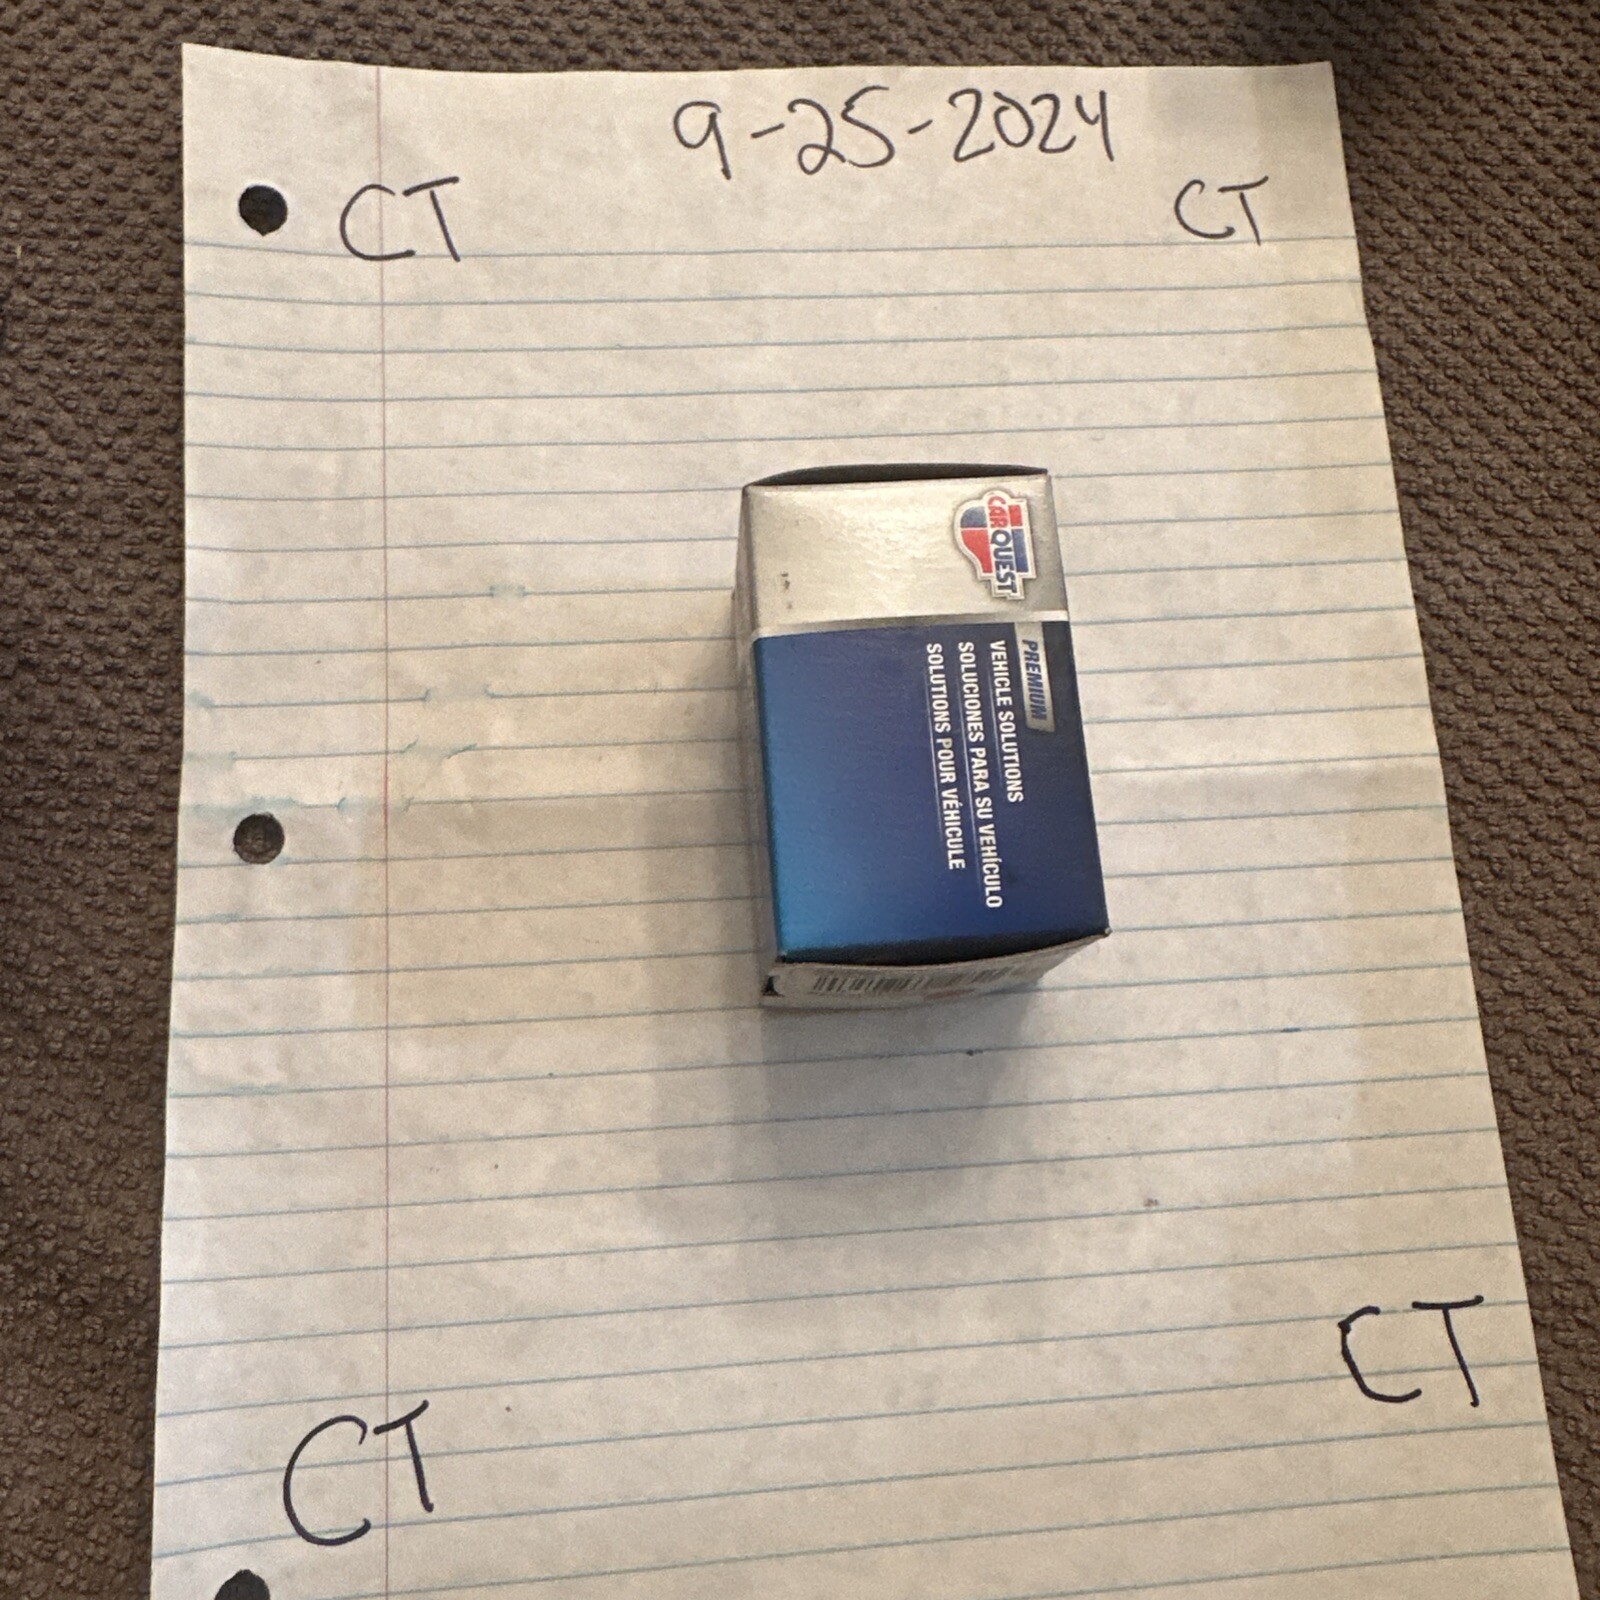 9-25-2024
CT
CT
CARQUEST
PREMIUM
VEHICLE SOLUTIONS
SOLUCIONES PARA SU VEHÍCULO
SOLUTIONS POUR VÉHICULE
CT
CT